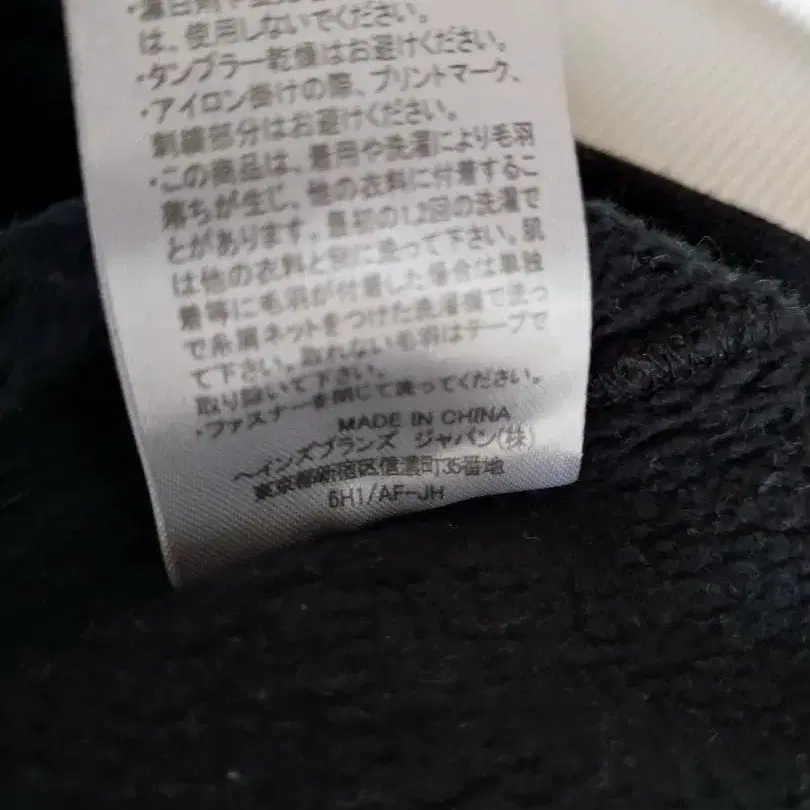 ・漂白剤や
は、使用しないでください。
・タンブラー乾燥はお避けください。
・アイロン掛けの際、プリントマーク、
刺繍部分はお避けください。
・この商品は、着用や洗濯により毛羽
落ちが生じ、他の衣料に付着するこ
とがあります。最初の1,2回の洗濯で
は他の衣料と別に洗って下さい。肌
着等に毛羽が付着した場合は単独
で糸屑ネットをつけた洗濯機で洗っ
て下さい。取れない毛羽はテープで
取り除いて下さい。
・ファスナーを閉じて洗ってください。
MADE IN CHINA
ヘインズブランズ ジャパン(株)
東京都新宿区信濃町35番地
6H1/AF-JH